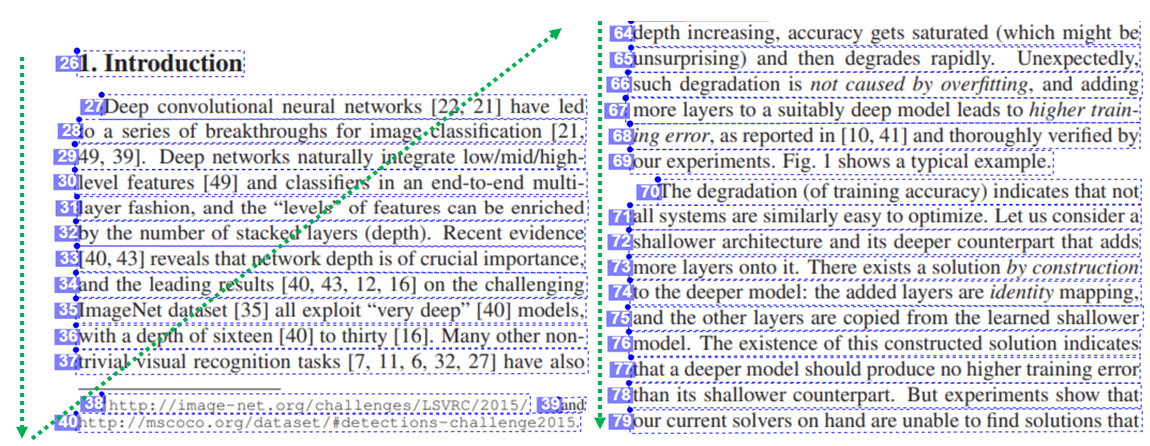 26 1. Introduction
27 Deep convolutional neural networks [22, 21] have led
28 to a series of breakthroughs for image classification [21,
29 49, 39]. Deep networks naturally integrate low/mid/high-
30 level features [49] and classifiers in an end-to-end multi-
31 layer fashion, and the “levels” of features can be enriched
32 by the number of stacked layers (depth). Recent evidence
33 [40, 43] reveals that network depth is of crucial importance,
34 and the leading results [40, 43, 12, 16] on the challenging
35 ImageNet dataset [35] all exploit “very deep” [40] models,
36 with a depth of sixteen [40] to thirty [16]. Many other non-
37 trivial visual recognition tasks [7, 11, 6, 32, 27] have also
38 http://image-net.org/challenges/LSVRC/2015/ 39 and
40 http://mscoco.org/dataset/#detections-challenge2015.
64 depth increasing, accuracy gets saturated (which might be
65 unsurprising) and then degrades rapidly. Unexpectedly,
66 such degradation is not caused by overfitting, and adding
67 more layers to a suitably deep model leads to higher train-
68 ing error, as reported in [10, 41] and thoroughly verified by
69 our experiments. Fig. 1 shows a typical example.
70 The degradation (of training accuracy) indicates that not
71 all systems are similarly easy to optimize. Let us consider a
72 shallower architecture and its deeper counterpart that adds
73 more layers onto it. There exists a solution by construction
74 to the deeper model: the added layers are identity mapping,
75 and the other layers are copied from the learned shallower
76 model. The existence of this constructed solution indicates
77 that a deeper model should produce no higher training error
78 than its shallower counterpart. But experiments show that
79 our current solvers on hand are unable to find solutions that